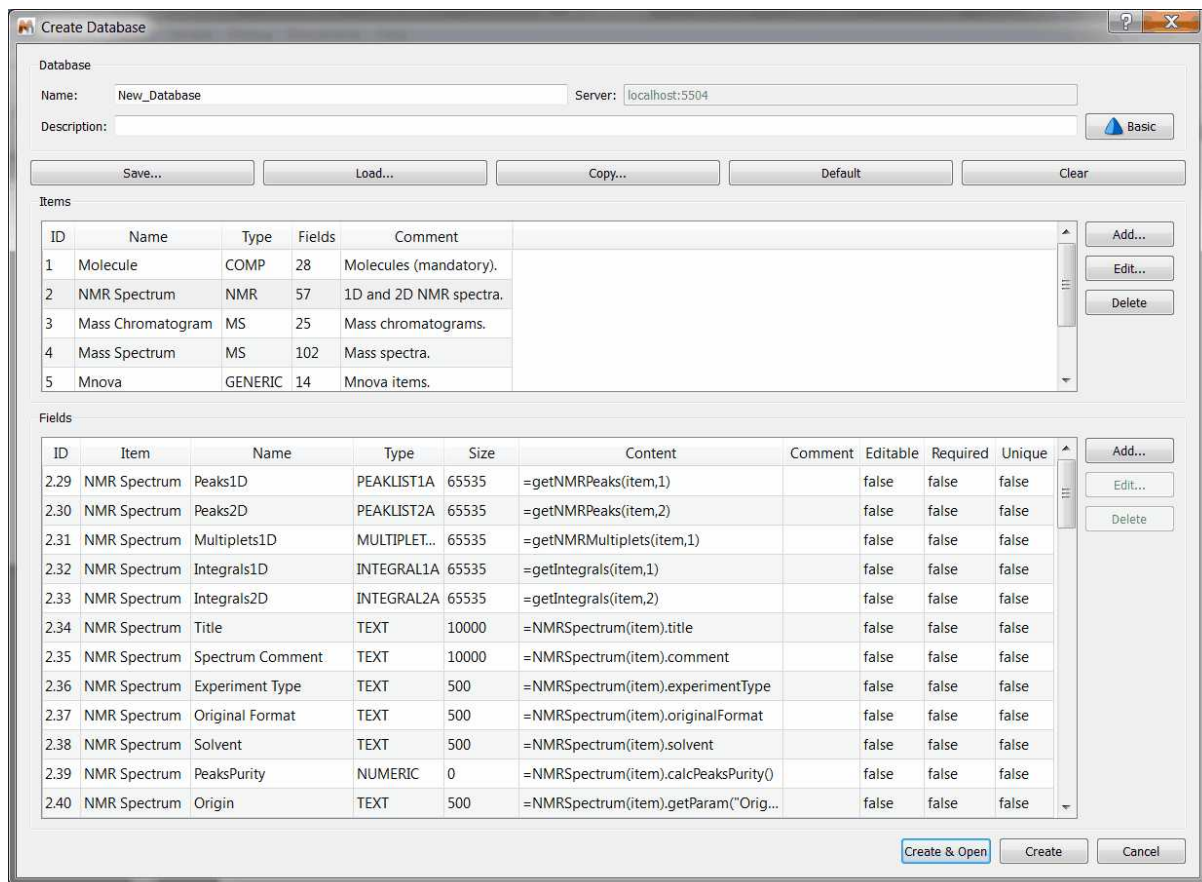 Create Database
Database
Name: New_Database Server: localhost:5504
Description: Basic
Save... Load... Copy... Default Clear
Items
ID Name Type Fields Comment Add...
1 Molecule COMP 28 Molecules (mandatory). Edit...
2 NMR Spectrum NMR 57 1D and 2D NMR spectra. Delete
3 Mass Chromatogram MS 25 Mass chromatograms.
4 Mass Spectrum MS 102 Mass spectra.
5 Mnova GENERIC 14 Mnova items.
Fields
ID Item Name Type Size Content Comment Editable Required Unique Add...
2.29 NMR Spectrum Peaks1D PEAKLIST1A 65535 =getNMRPeaks(item,1) false false false Edit...
2.30 NMR Spectrum Peaks2D PEAKLIST2A 65535 =getNMRPeaks(item,2) false false false Delete
2.31 NMR Spectrum Multiplets1D MULTIPLET... 65535 =getNMRMultiplets(item,1) false false false
2.32 NMR Spectrum Integrals1D INTEGRAL1A 65535 =getIntegrals(item,1) false false false
2.33 NMR Spectrum Integrals2D INTEGRAL2A 65535 =getIntegrals(item,2) false false false
2.34 NMR Spectrum Title TEXT 10000 =NMRSpectrum(item).title false false false
2.35 NMR Spectrum Spectrum Comment TEXT 10000 =NMRSpectrum(item).comment false false false
2.36 NMR Spectrum Experiment Type TEXT 500 =NMRSpectrum(item).experimentType false false false
2.37 NMR Spectrum Original Format TEXT 500 =NMRSpectrum(item).originalFormat false false false
2.38 NMR Spectrum Solvent TEXT 500 =NMRSpectrum(item).solvent false false false
2.39 NMR Spectrum PeaksPurity NUMERIC 0 =NMRSpectrum(item).calcPeaksPurity() false false false
2.40 NMR Spectrum Origin TEXT 500 =NMRSpectrum(item).getParam("Orig... false false false
Create & Open Create Cancel